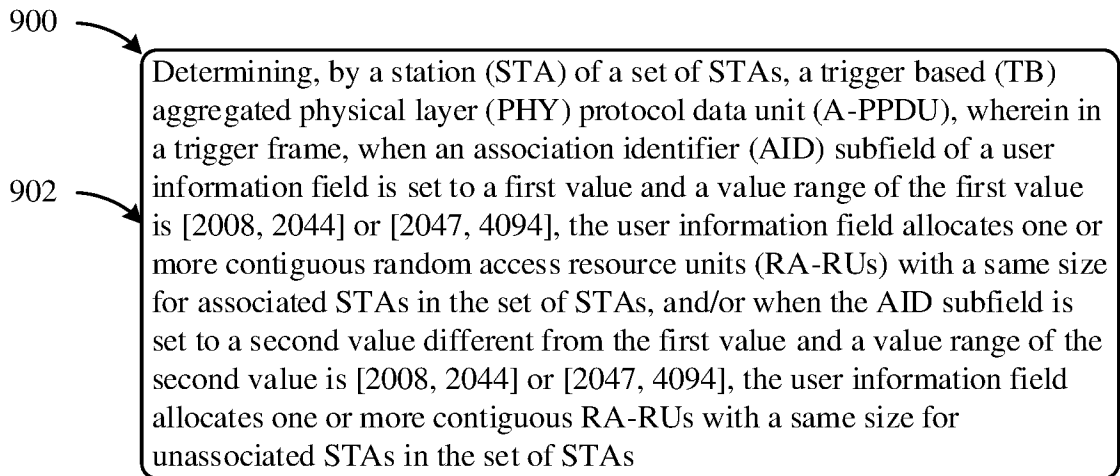 900
Determining, by a station (STA) of a set of STAs, a trigger based (TB)
aggregated physical layer (PHY) protocol data unit (A-PPDU), wherein in
a trigger frame, when an association identifier (AID) subfield of a user
902
information field is set to a first value and a value range of the first value
is [2008, 2044] or [2047, 4094], the user information field allocates one or
more contiguous random access resource units (RA-RUs) with a same size
for associated STAs in the set of STAs, and/or when the AID subfield is
set to a second value different from the first value and a value range of the
second value is [2008, 2044] or [2047, 4094], the user information field
allocates one or more contiguous RA-RUs with a same size for
unassociated STAs in the set of STAs